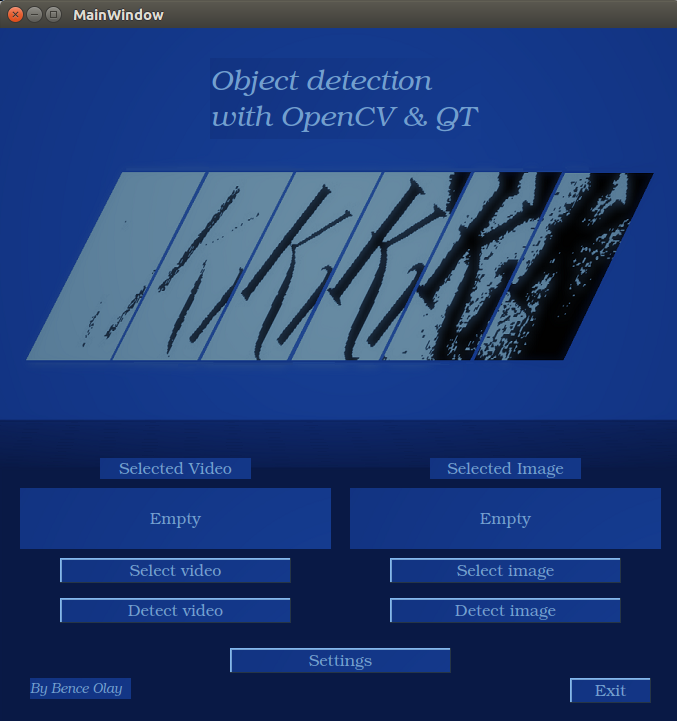 MainWindow
Object detection
with OpenCV & QT
K K K K
Selected Video
Selected Image
Empty
Empty
Select video
Select image
Detect video
Detect image
Settings
By Bence Olay
Exit